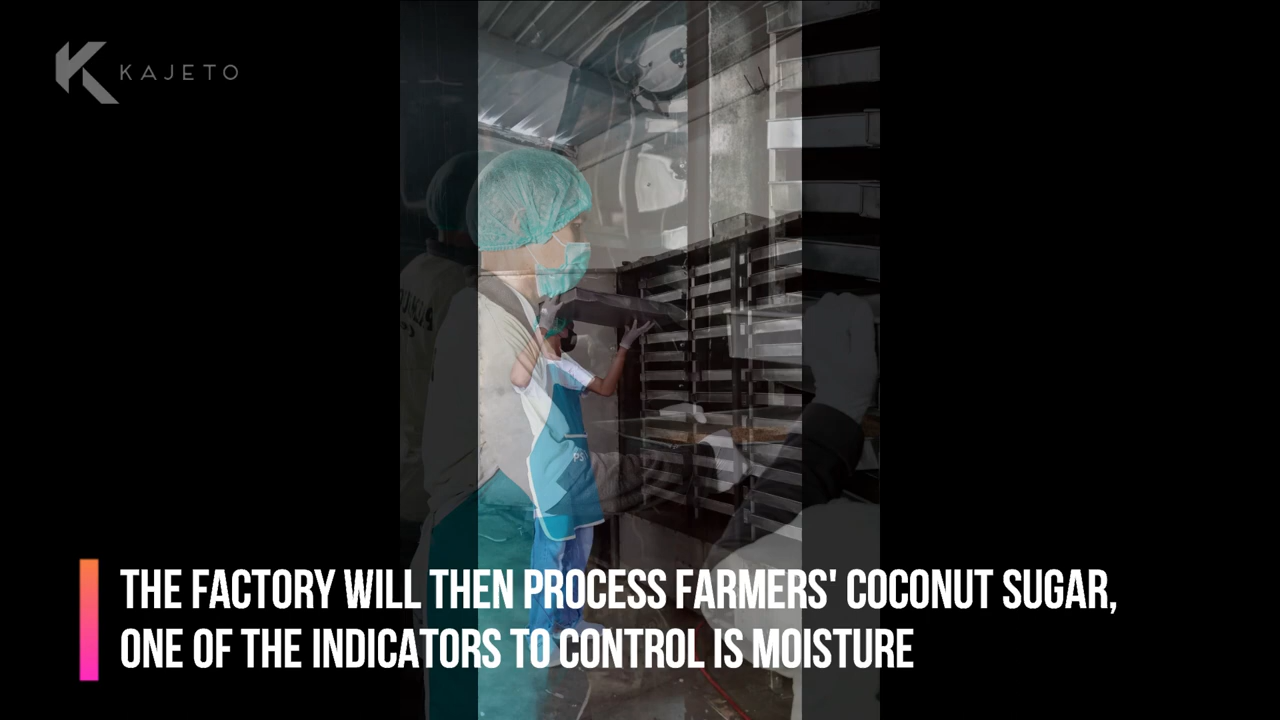 KAJETO
THE FACTORY WILL THEN PROCESS FARMERS' COCONUT SUGAR,
ONE OF THE INDICATORS TO CONTROL IS MOISTURE